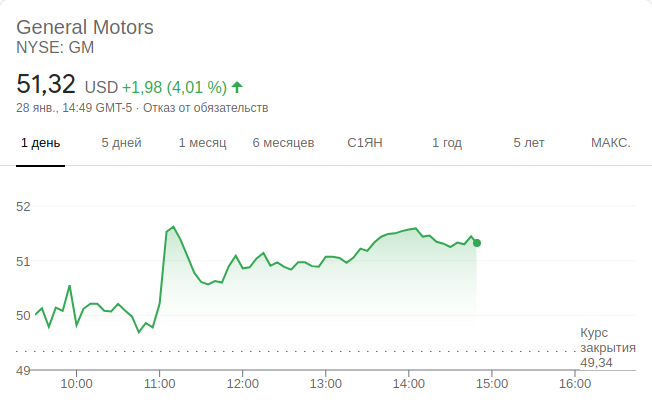 General Motors
NYSE: GM
51,32 USD +1,98 (4,01 %)
28 янв., 14:49 GMT-5 · Отказ от обязательств
1 день 5 дней 1 месяц 6 месяцев С1ЯН 1 год 5 лет МАКС.
52
51
50
Курс
закрытия
49,34
49
10:00 11:00 12:00 13:00 14:00 15:00 16:00